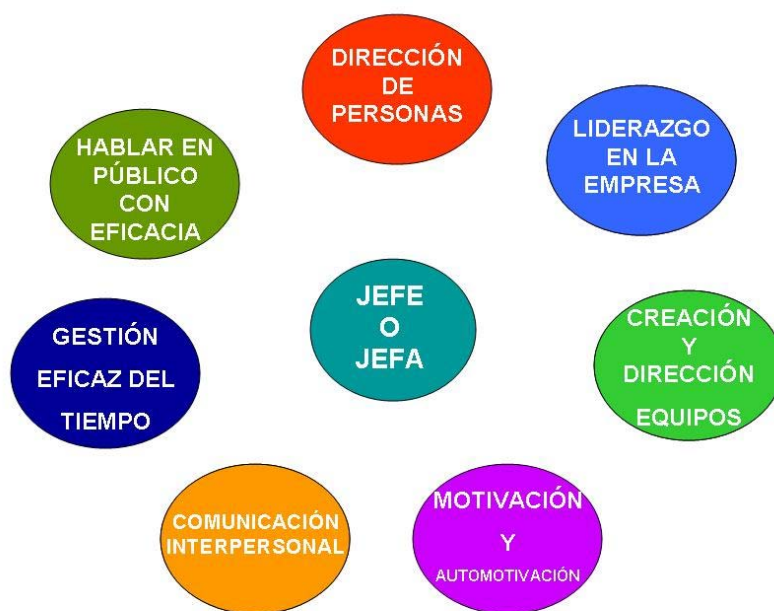 DIRECCIÓN
DE
PERSONAS
LIDERAZGO
EN LA
EMPRESA
HABLAR EN
PÚBLICO
CON
EFICACIA
JEFE
O
JEFA
CREACIÓN
Y
DIRECCIÓN
EQUIPOS
GESTIÓN
EFICAZ DEL
TIEMPO
COMUNICACIÓN
INTERPERSONAL
MOTIVACIÓN
Y
AUTOMOTIVACIÓN